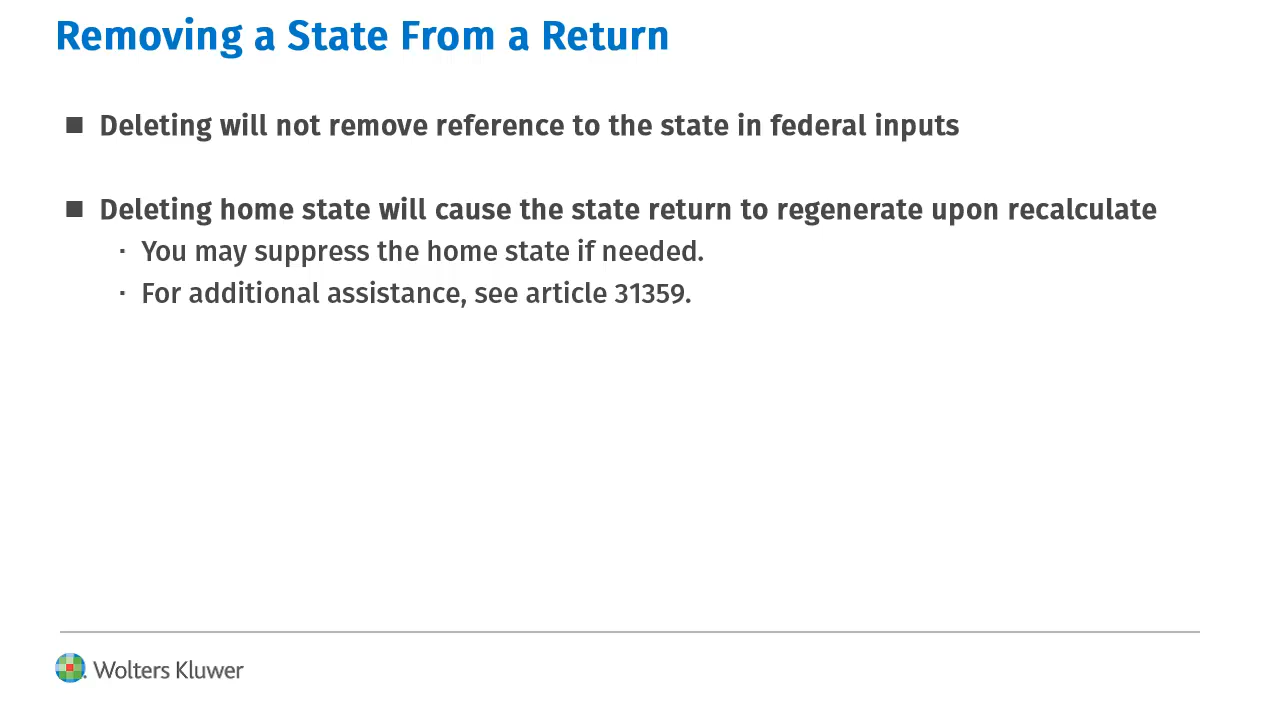 Removing a State From a Return
Deleting will not remove reference to the state in federal inputs
Deleting home state will cause the state return to regenerate upon recalculate
You may suppress the home state if needed.
For additional assistance, see article 31359.
Wolters Kluwer